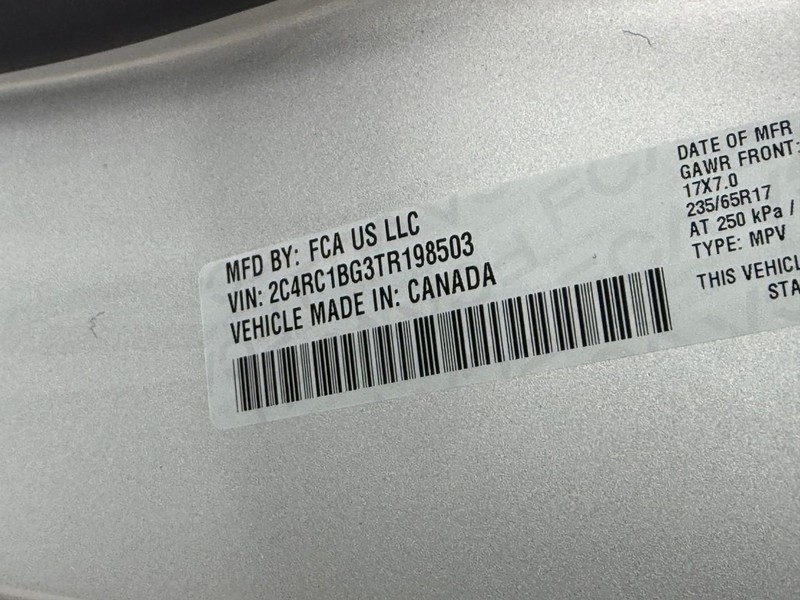 MFD BY: FCA US LLC
VIN: 2C4RC1BG3TR198503
VEHICLE MADE IN: CANADA
DATE OF MFR
GAWR FRONT:
17X7.0
235/65R17
AT 250 kPa /
TYPE: MPV
THIS VEHICL
STA